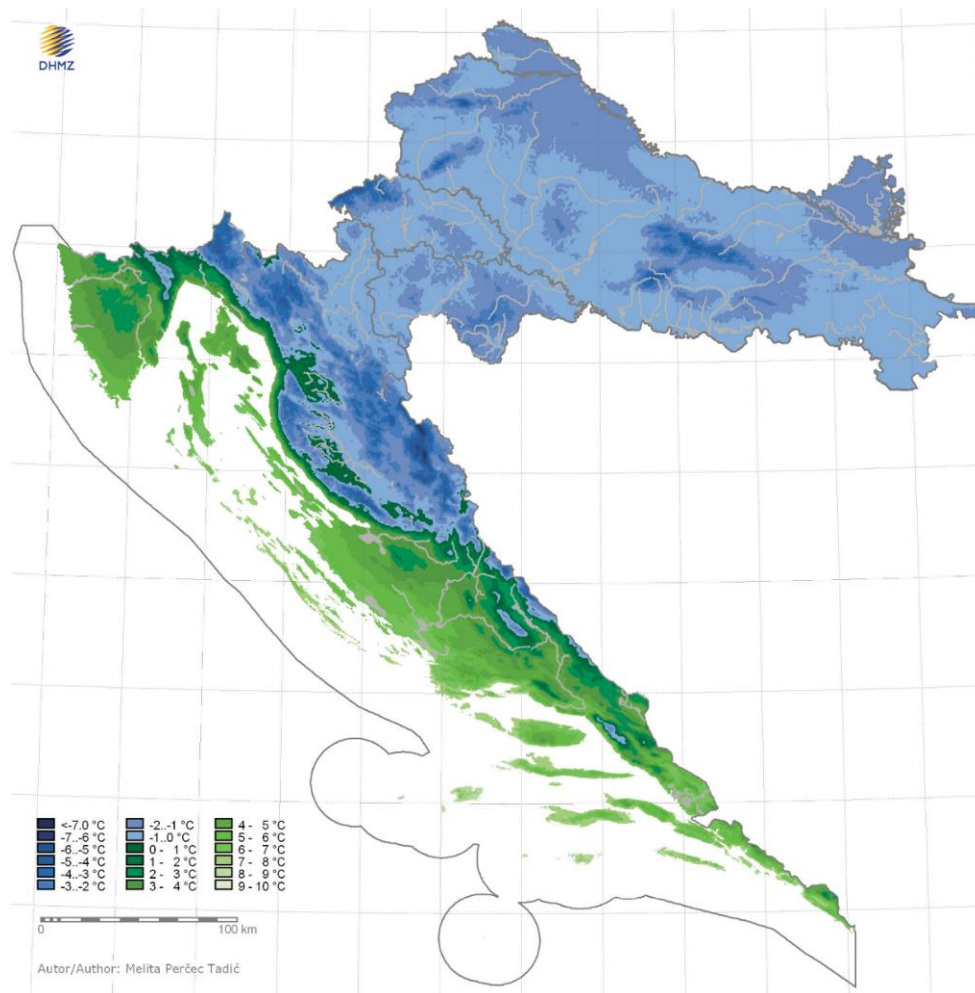 DHMZ
<-7.0 °C
-7..-6 °C
-6..-5 °C
-5..-4 °C
-4..-3 °C
-3..-2 °C
-2..-1 °C
-1..0 °C
0 - 1 °C
1 - 2 °C
2 - 3 °C
3 - 4 °C
4 - 5 °C
5 - 6 °C
6 - 7 °C
7 - 8 °C
8 - 9 °C
9 - 10 °C
0 100 km
Autor/Author: Melita Perčec Tadić